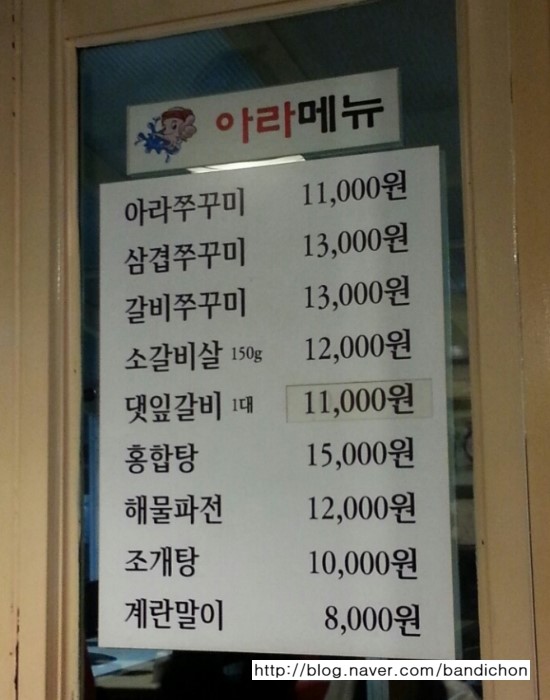 아라메뉴
아라쭈꾸미 11,000원
삼겹쭈꾸미 13,000원
갈비쭈꾸미 13,000원
소갈비살 150g 12,000원
댓잎갈비 1대 11,000원
홍합탕 15,000원
해물파전 12,000원
조개탕 10,000원
계란말이 8,000원
http://blog.naver.com/bandichon